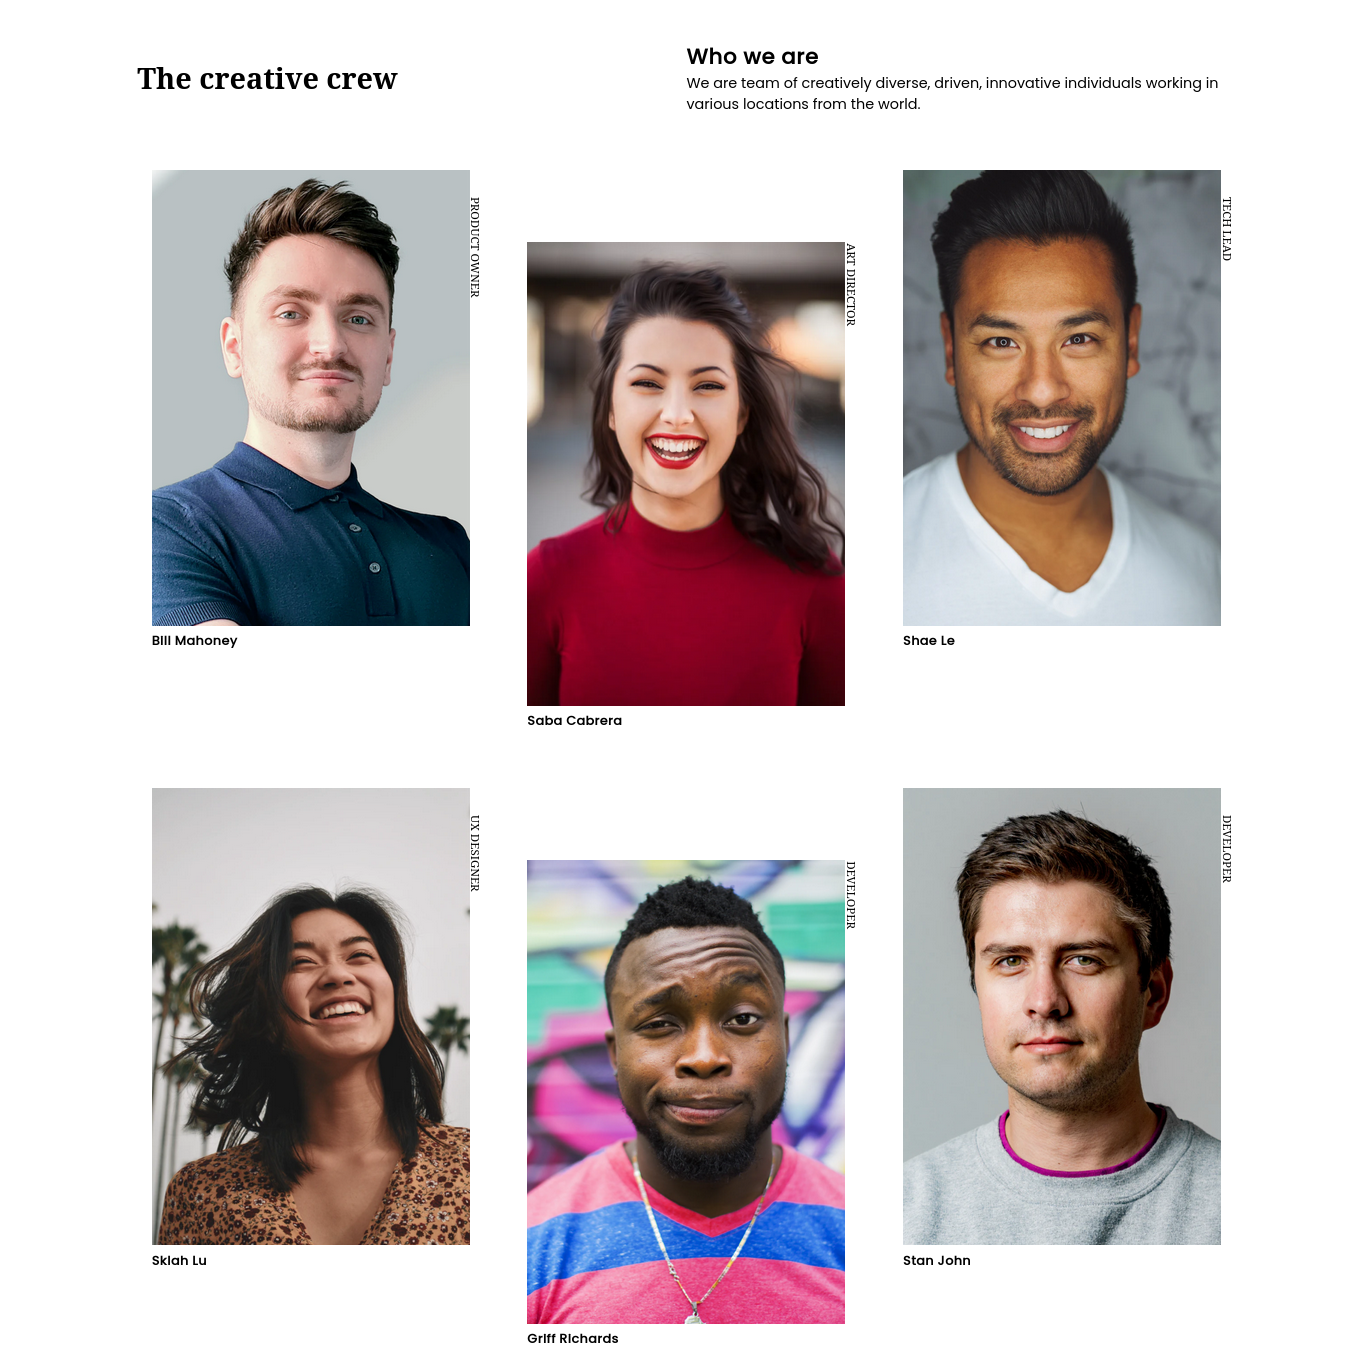 The creative crew
Who we are
We are team of creatively diverse, driven, innovative individuals working in
various locations from the world.
PRODUCT OWNER
Bill Mahoney
ART DIRECTOR
Saba Cabrera
TECH LEAD
Shae Le
UX DESIGNER
Skiah Lu
DEVELOPER
Griff Richards
DEVELOPER
Stan John